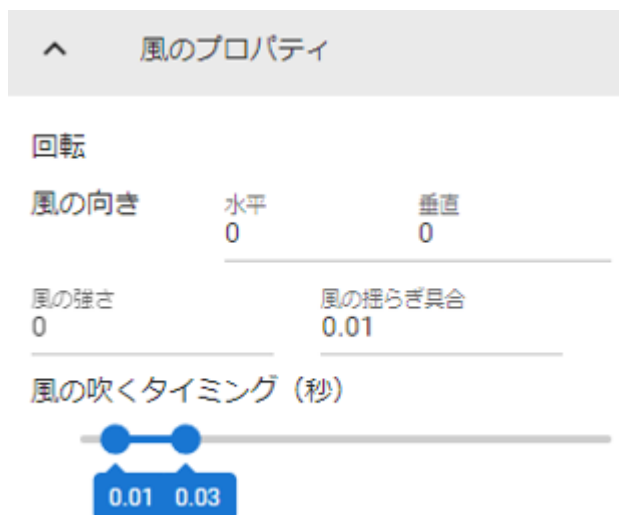 風のプロパティ
回転
風の向き 水平 垂直
0 0
風の強さ 風の揺らぎ具合
0 0.01
風の吹くタイミング（秒）
0.01 0.03